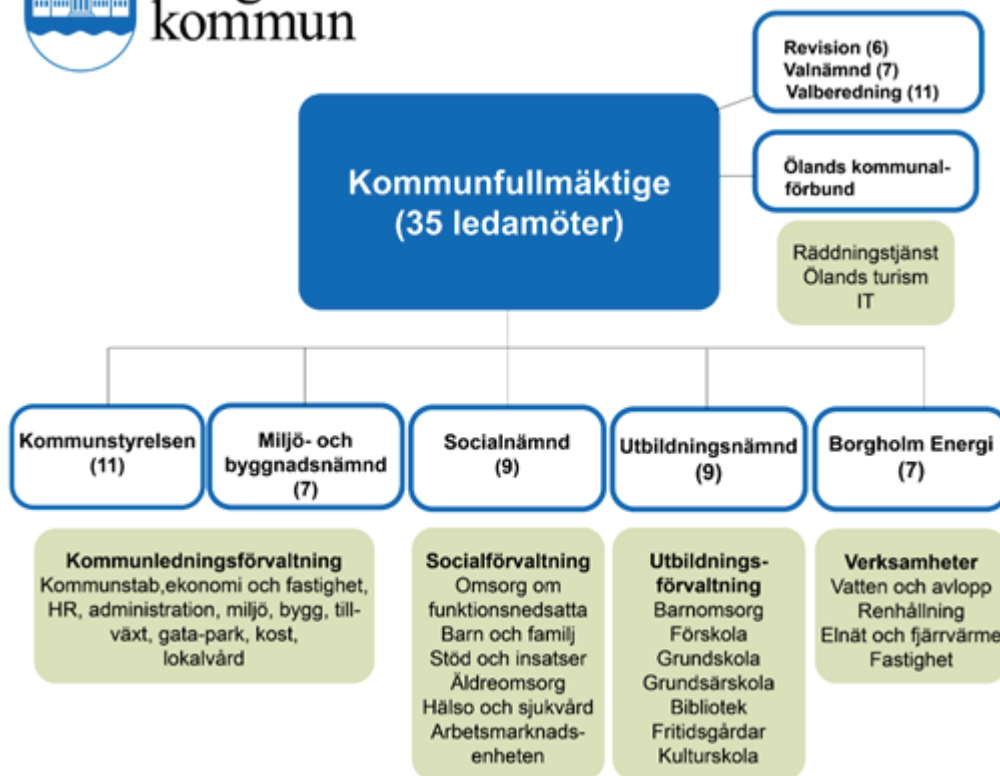 kommun
Revision (6)
Valnämnd (7)
Valberedning (11)
Kommunfullmäktige
(35 ledamöter)
Ölands kommunal-
förbund
Räddningstjänst
Ölands turism
IT
Kommunstyrelsen
(11)
Miljö- och
byggnadsnämnd
(7)
Socialnämnd
(9)
Utbildningsnämnd
(9)
Borgholm Energi
(7)
Kommunledningsförvaltning
Kommunstab,ekonomi och fastighet,
HR, administration, miljö, bygg, till-
växt, gata-park, kost,
lokalvård
Socialförvaltning
Omsorg om
funktionsnedsatta
Barn och familj
Stöd och insatser
Äldreomsorg
Hälso och sjukvård
Arbetsmarknads-
enheten
Utbildnings-
förvaltning
Barnomsorg
Förskola
Grundskola
Grundsärskola
Bibliotek
Fritidsgårdar
Kulturskola
Verksamheter
Vatten och avlopp
Renhållning
Elnät och fjärrvärme
Fastighet